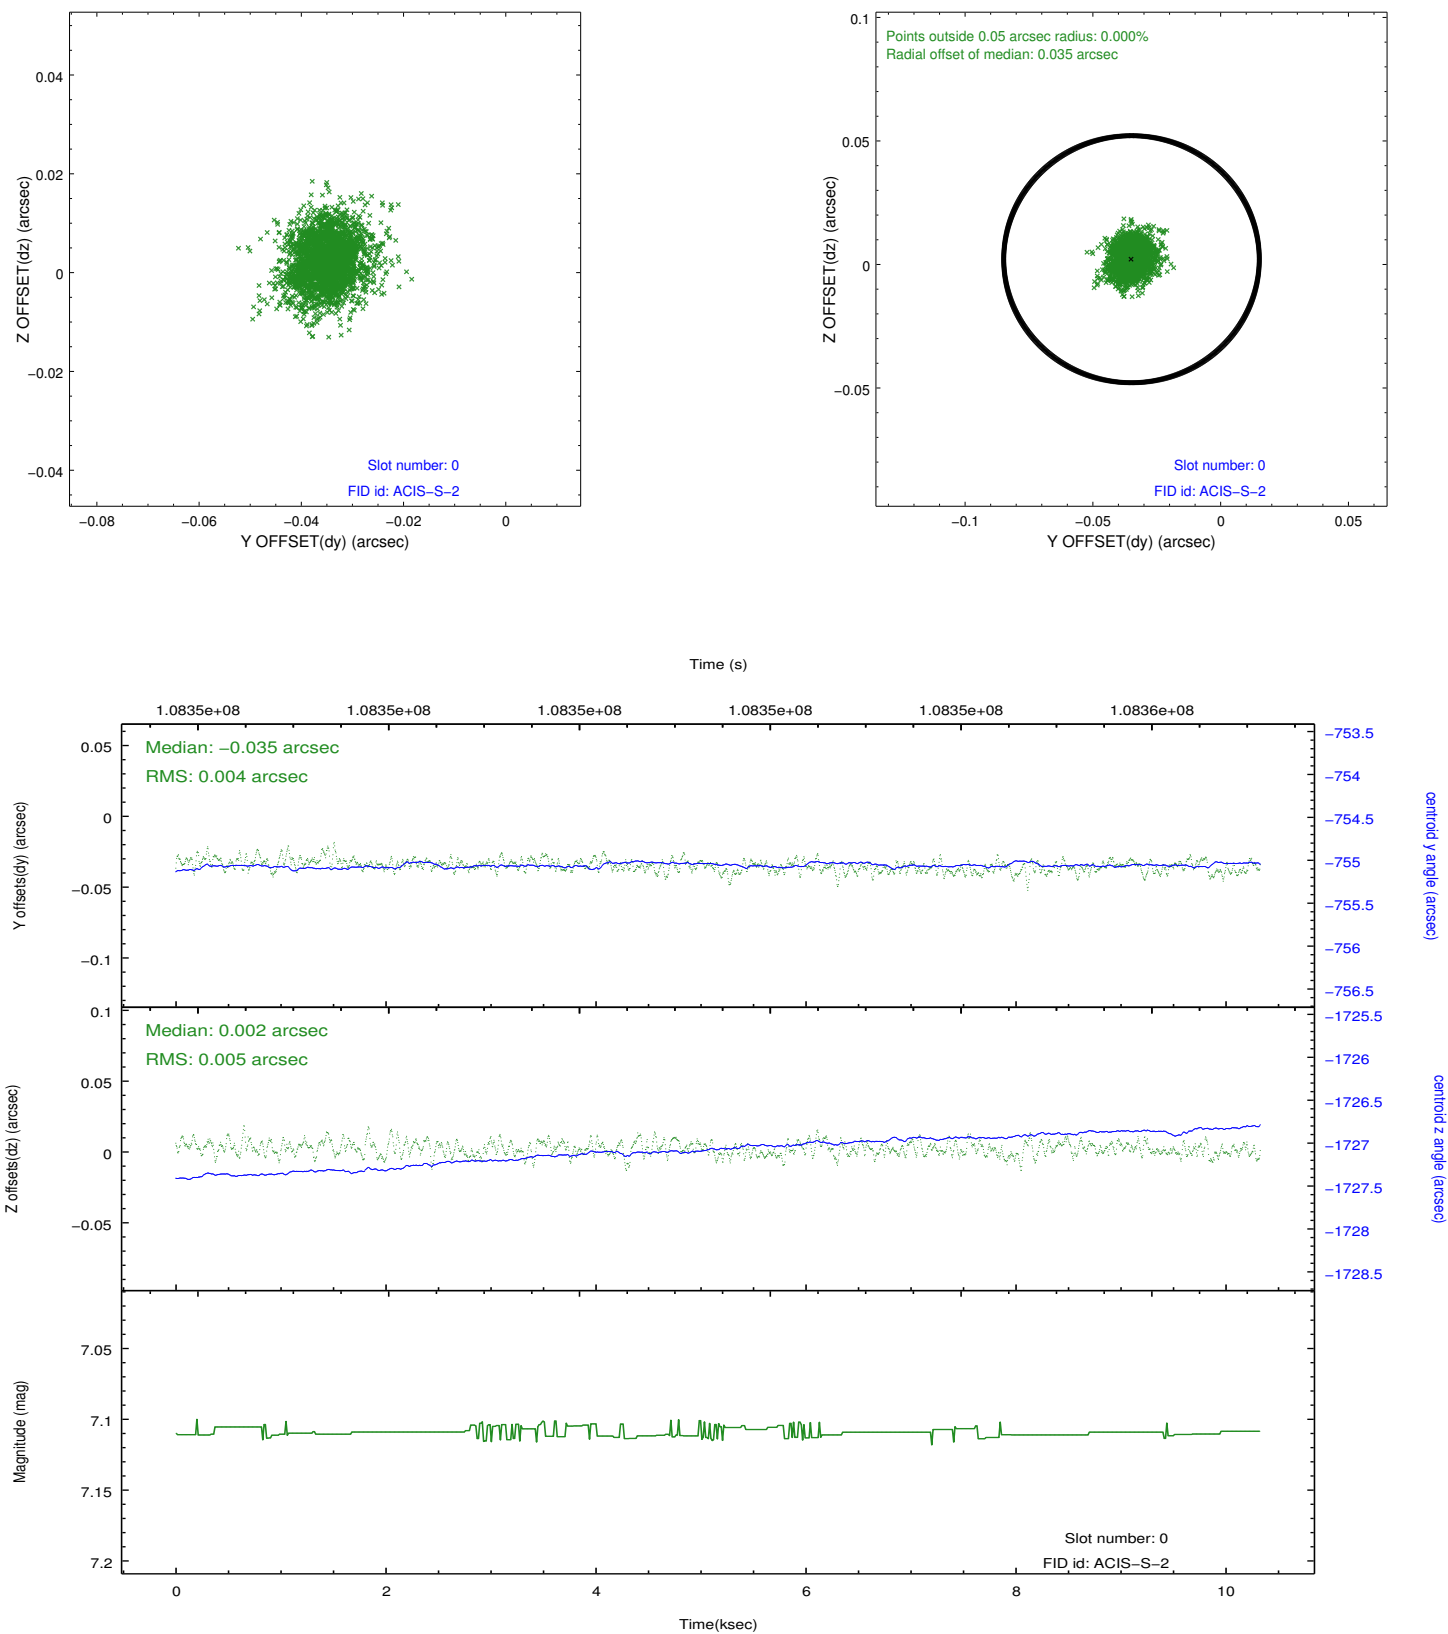 0.04
0.02
0
−0.02
−0.04
Z OFFSET(dz) (arcsec)
Slot number: 0
FID id: ACIS−S−2
−0.08
−0.06
−0.04
−0.02
0
Y OFFSET(dy) (arcsec)
0.1
0.05
0
−0.05
Z OFFSET(dz) (arcsec)
Points outside 0.05 arcsec radius: 0.000%
Radial offset of median: 0.035 arcsec
Slot number: 0
FID id: ACIS−S−2
−0.1
−0.05
0
0.05
Y OFFSET(dy) (arcsec)
Time (s)
1.0835e+08
1.0835e+08
1.0835e+08
1.0835e+08
1.0835e+08
1.0836e+08
Median: −0.035 arcsec
RMS: 0.004 arcsec
0.05
0
−0.05
−0.1
Y offsets(dy) (arcsec)
−753.5
−754
−754.5
−755
−755.5
−756
−756.5
centroid y angle (arcsec)
Median: 0.002 arcsec
RMS: 0.005 arcsec
0.1
0.05
0
−0.05
Z offsets(dz) (arcsec)
−1725.5
−1726
−1726.5
−1727
−1727.5
−1728
−1728.5
centroid z angle (arcsec)
7.05
7.1
7.15
7.2
Magnitude (mag)
Slot number: 0
FID id: ACIS−S−2
0
2
4
6
8
10
Time(ksec)